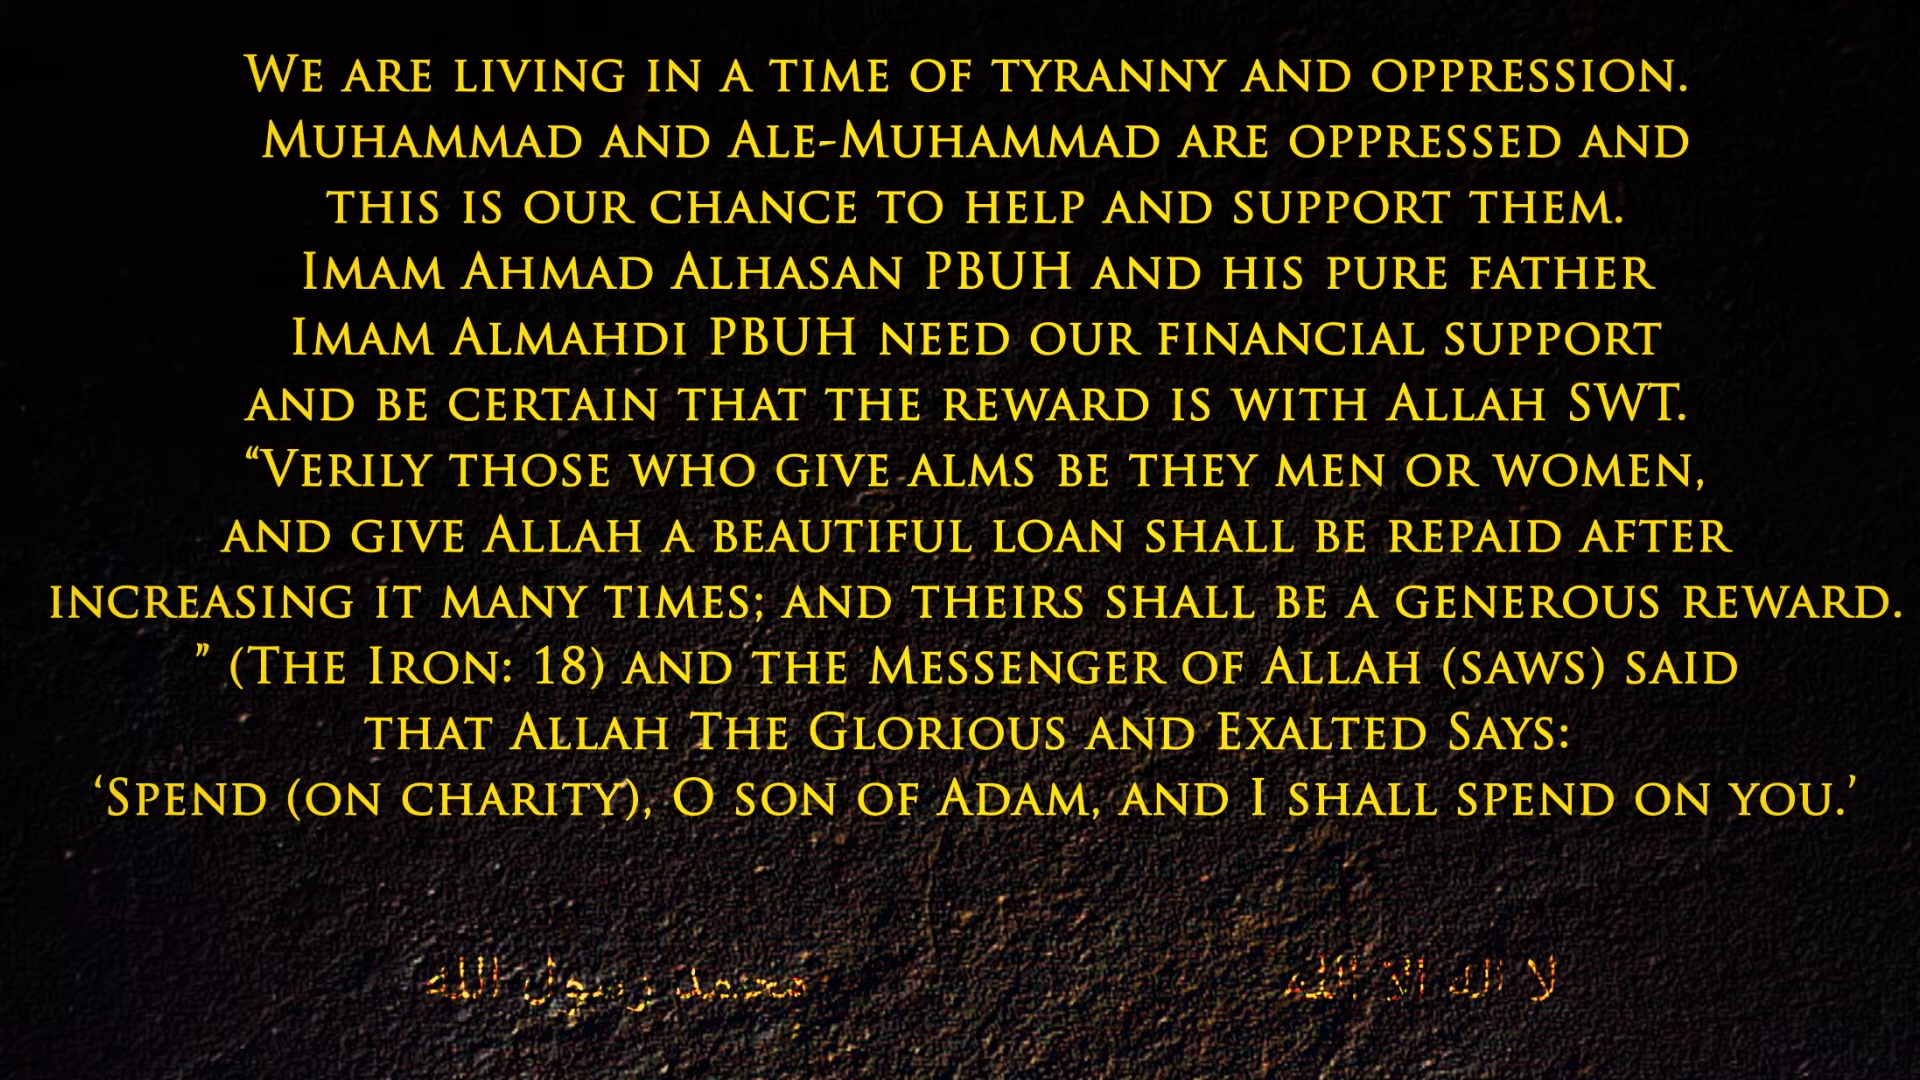 We are living in a time of tyranny and oppression.
Muhammad and Ale-Muhammad are oppressed and
this is our chance to help and support them.
Imam Ahmad Alhasan PBUH and his pure father
Imam Almahdi PBUH need our financial support
and be certain that the reward is with Allah SWT.
“Verily those who give alms be they men or women,
and give Allah a beautiful loan shall be repaid after
increasing it many times; and theirs shall be a generous reward.
” (The Iron: 18) and the Messenger of Allah (saws) said
that Allah The Glorious and Exalted Says:
‘Spend (on charity), O son of Adam, and I shall spend on you.’
لا اله الا الله محمد رسول الله